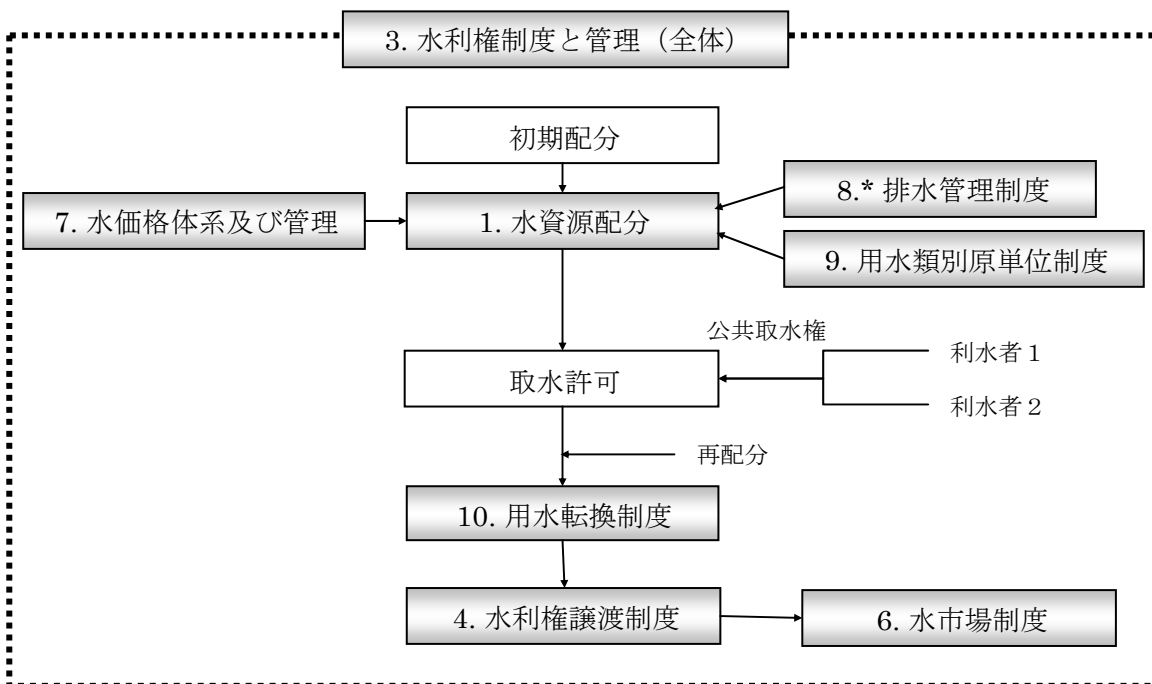 3. 水利権制度と管理（全体）
初期配分
8.* 排水管理制度
7. 水価格体系及び管理
1. 水資源配分
9. 用水類別原単位制度
公共取水権
利水者１
取水許可
利水者２
再配分
10. 用水転換制度
4. 水利権譲渡制度
6. 水市場制度